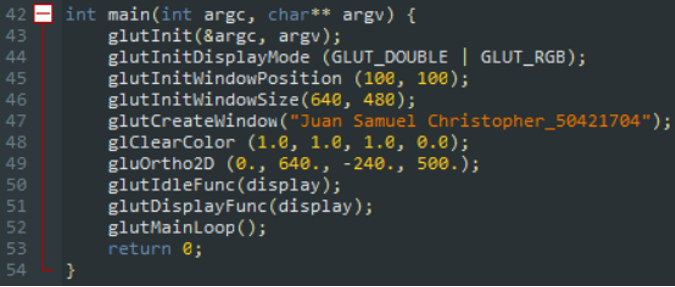 42 int main(int argc, char** argv) {
43 glutInit(&argc, argv);
44 glutInitDisplayMode (GLUT_DOUBLE | GLUT_RGB);
45 glutInitWindowPosition (100, 100);
46 glutInitWindowSize(640, 480);
47 glutCreateWindow("Juan Samuel Christopher_50421704");
48 glClearColor (1.0, 1.0, 1.0, 0.0);
49 gluOrtho2D (0., 640., -240., 500.);
50 glutIdleFunc(display);
51 glutDisplayFunc(display);
52 glutMainLoop();
53 return 0;
54 }